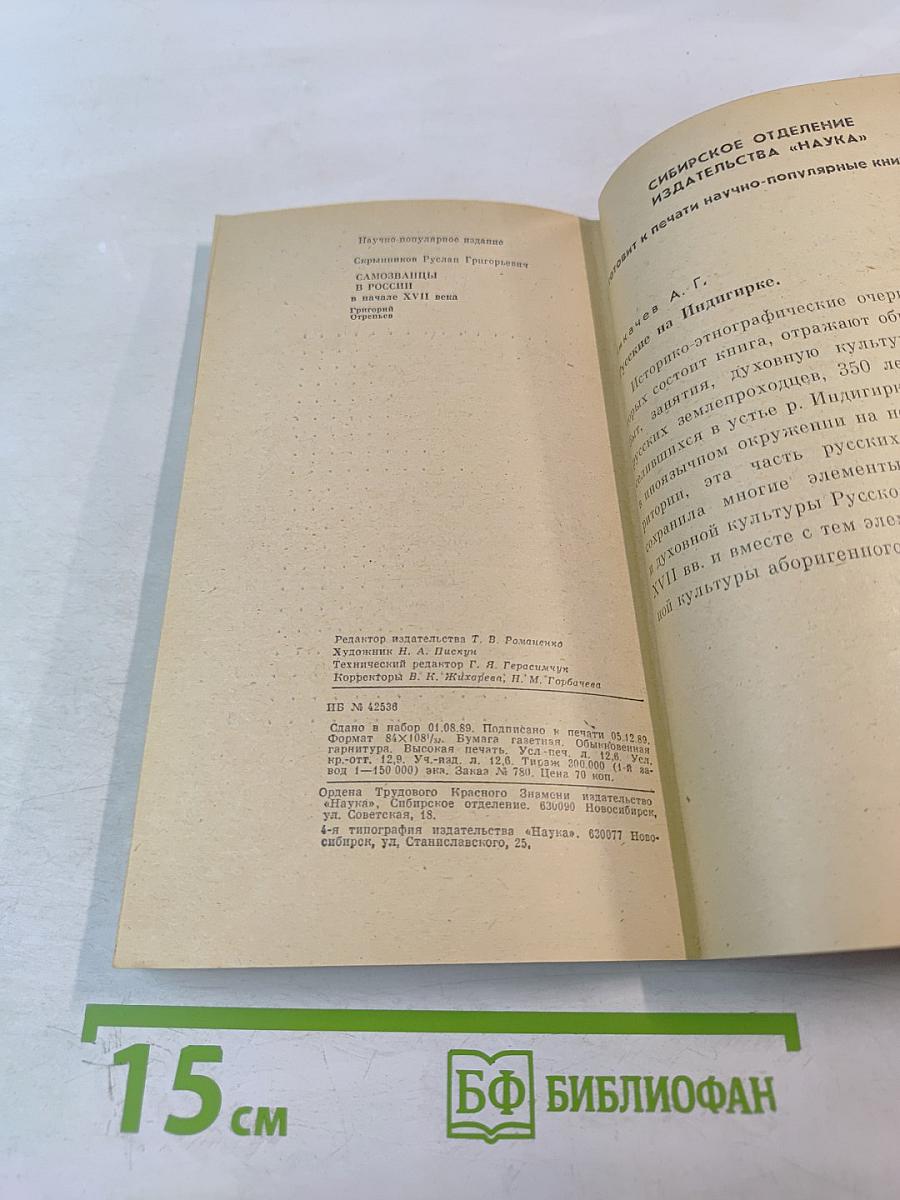 Научно-популярное издание
Скрынников Руслан Григорьевич
САМОЗВАНЦЫ
В РОССИИ
в начале XVII века
Григорий
Отрепьев
Редактор издательства Т. В. Романенко
Художник Н. А. Пискун
Технический редактор Г. Я. Герасимчук
Корректоры В. К. Жихарева, Н. М. Горбачева
ИБ № 42536
Сдано в набор 01.08.89. Подписано к печати 05.12.89.
Формат 84×108¹/₃₂. Бумага газетная. Обыкновенная
гарнитура. Высокая печать. Усл. печ. л. 12,6. Усл.
кр.-отт. 12,9. Уч.-изд. л. 12,6. Тираж 300.000 (1-й за-
вод 1—150 000) экз. Заказ № 780. Цена 70 коп.
Ордена Трудового Красного Знамени издательство
«Наука», Сибирское отделение. 630090 Новосибирск,
ул. Советская, 18.
4-я типография издательства «Наука». 630077 Ново-
сибирск, ул. Станиславского, 25.
СИБИРСКОЕ ОТДЕЛЕНИЕ
ИЗДАТЕЛЬСТВА «НАУКА»
готовит к печати научно-популярные кни
А. Г.
Русские на Индигирке.
Историко-этнографические очер
орых состоит книга, отражают об
быт, занятия, духовную культу
русских землепроходцев, 350 ле
селившихся в устье р. Индигирк
в иноязычном окружении на не
ритории, эта часть русских
сохранила многие элементы
и духовной культуры Русско
XVII вв. и вместе с тем элем
ной культуры аборигенного
15 см
БФ БИБЛИОФАН